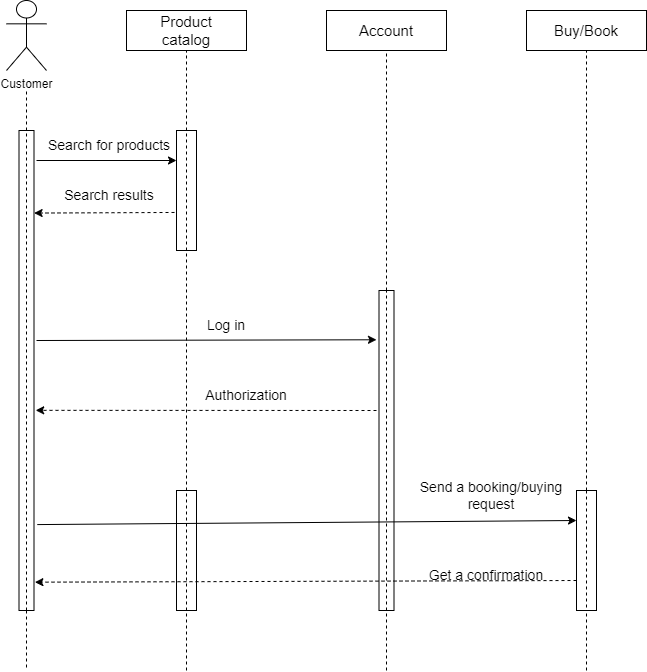 Product
catalog
Account
Buy/Book
Customer
Search for products
Search results
Log in
Authorization
Send a booking/buying
request
Get a confirmation